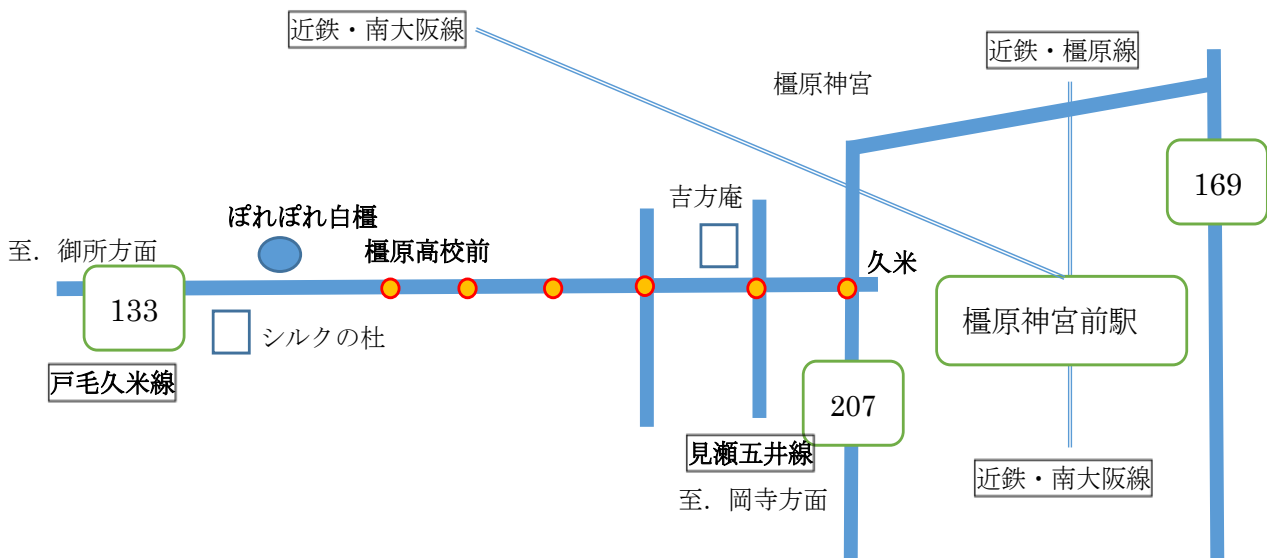 近鉄・南大阪線
近鉄・橿原線
橿原神宮
169
吉方庵
ぽれぽれ白橿
橿原高校前
久米
至．御所方面
133
シルクの杜
橿原神宮前駅
戸毛久米線
207
見瀬五井線
近鉄・南大阪線
至．岡寺方面